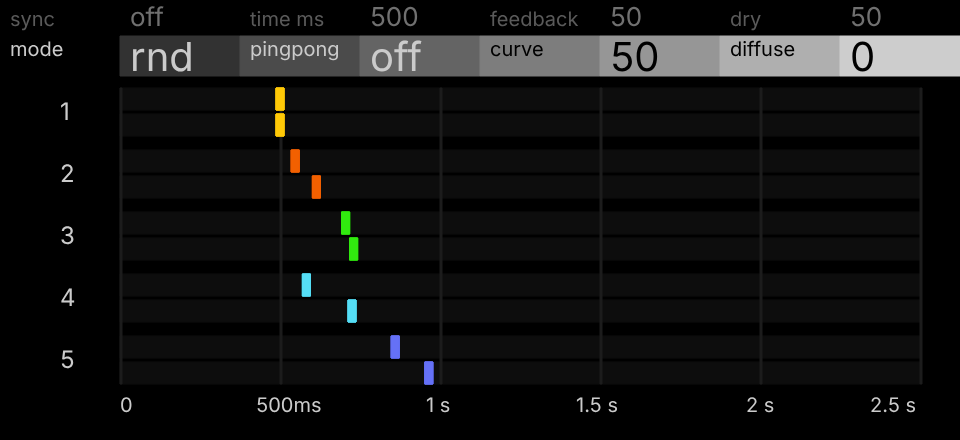 sync off time ms 500 feedback 50 dry 50
mode rnd pingpong off curve 50 diffuse 0
1
2
3
4
5
0 500ms 1 s 1.5 s 2 s 2.5 s